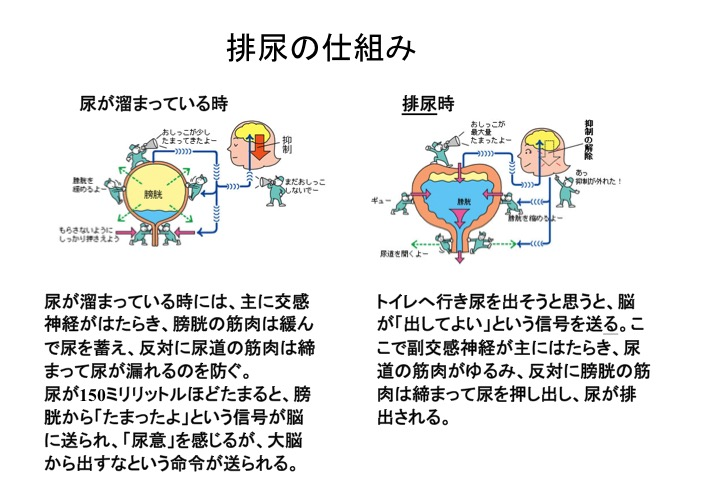 排尿の仕組み
尿が溜まっている時
おしっこが少し
たまってきたよー
抑制
膀胱を
緩めるよー
膀胱
まだおしっこ
しないでー
もらさないように
しっかり押さえよう
尿が溜まっている時には、主に交感
神経がはたらき、膀胱の筋肉は緩ん
で尿を蓄え、反対に尿道の筋肉は締
まって尿が漏れるのを防ぐ。
尿が150ミリリットルほどたまると、膀
胱から「たまったよ」という信号が脳
に送られ、「尿意」を感じるが、大脳
から出すなという命令が送られる。
排尿時
おしっこが
最大量
たまったよー
抑制の解除
あっ
抑制が外れた!
ギュー
膀胱
膀胱を縮めるよー
尿道を開くよー
トイレへ行き尿を出そうと思うと、脳
が「出してよい」という信号を送る。こ
こで副交感神経が主にはたらき、尿
道の筋肉がゆるみ、反対に膀胱の筋
肉は締まって尿を押し出し、尿が排
出される。